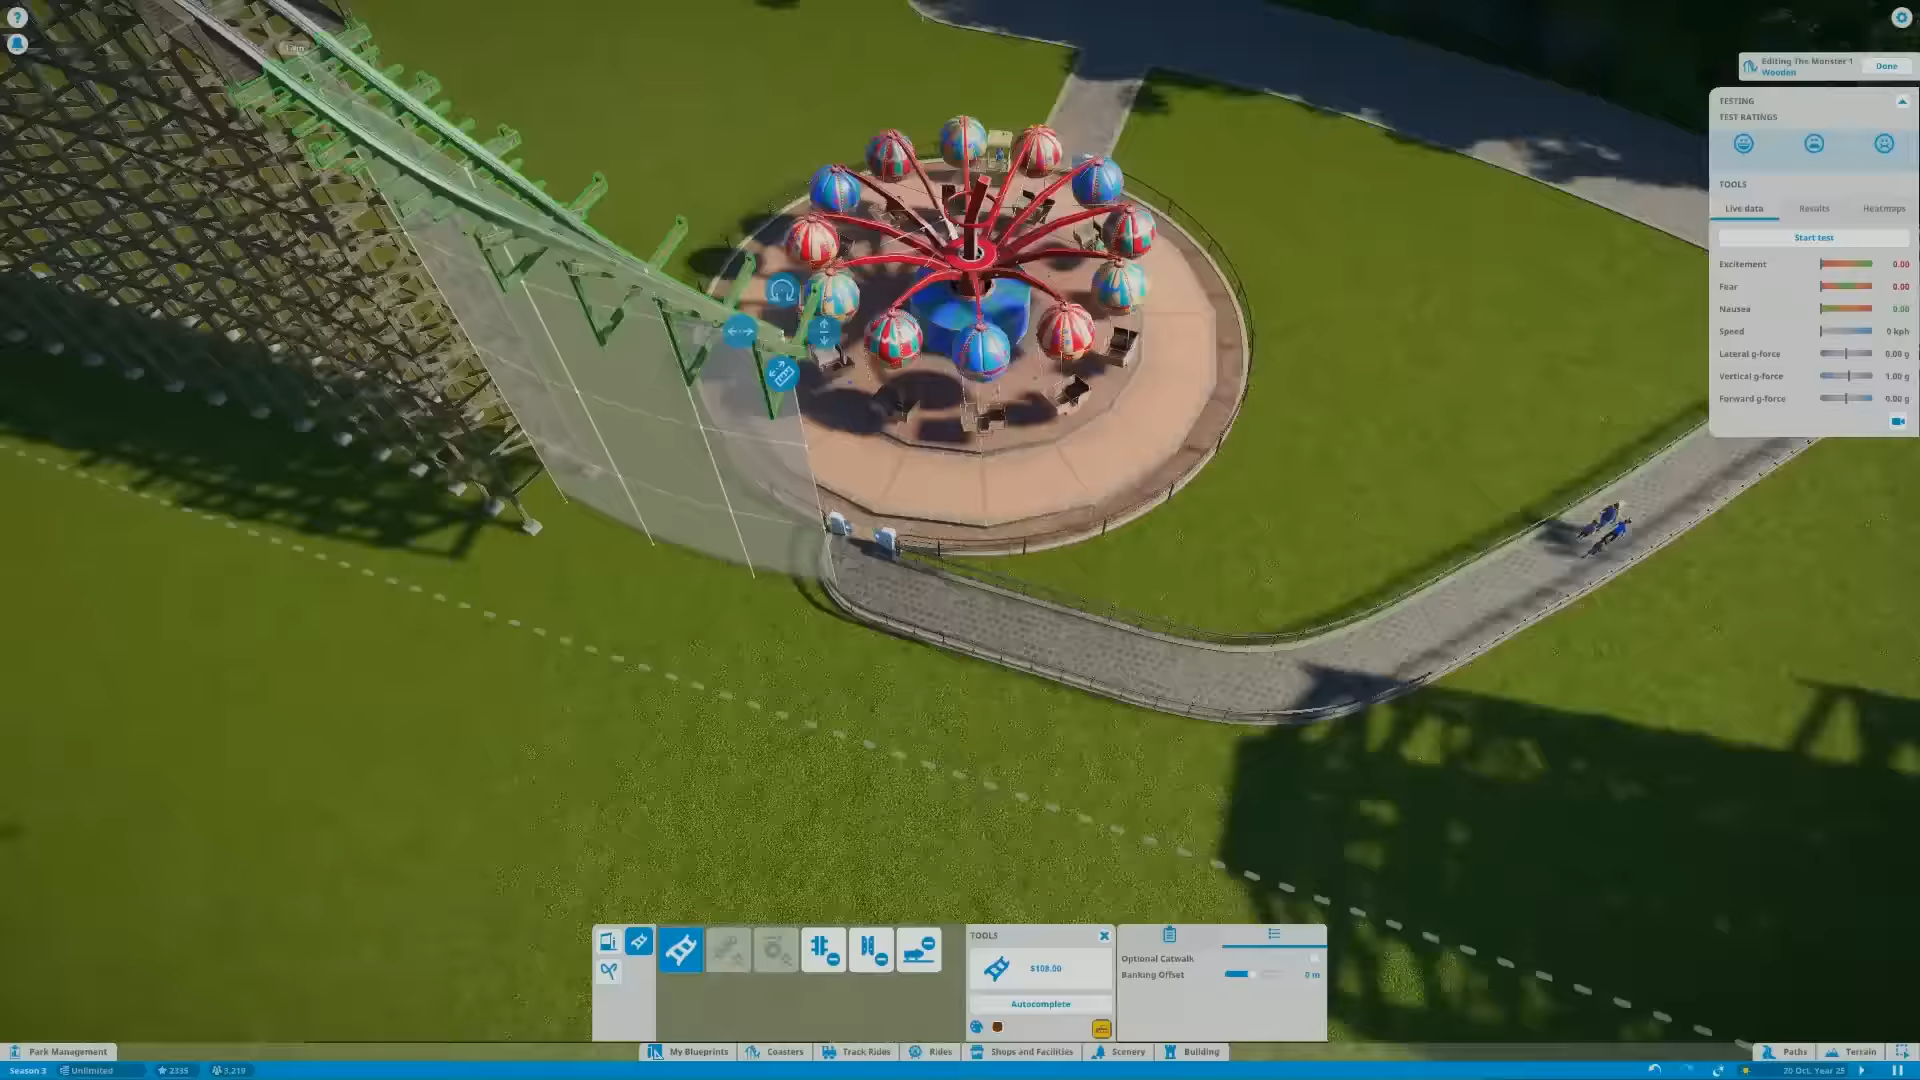 ?
Editing The Monster 1
Wooden
Done
TESTING
TEST RATINGS
TOOLS
Live data
Results
Heatmaps
Start test
Excitement 0.00
Fear 0.00
Nausea 0.00
Speed 0 kph
Lateral g-force 0.00 g
Vertical g-force 1.00 g
Forward g-force 0.00 g
TOOLS
$108.00
Autocomplete
Optional Catwalk
Banking Offset 0 m
Park Management
My Blueprints
Coasters
Track Rides
Rides
Shops and Facilities
Scenery
Building
Paths
Terrain
Season 3
Unlimited
2335
3,219
20 Oct, Year 25